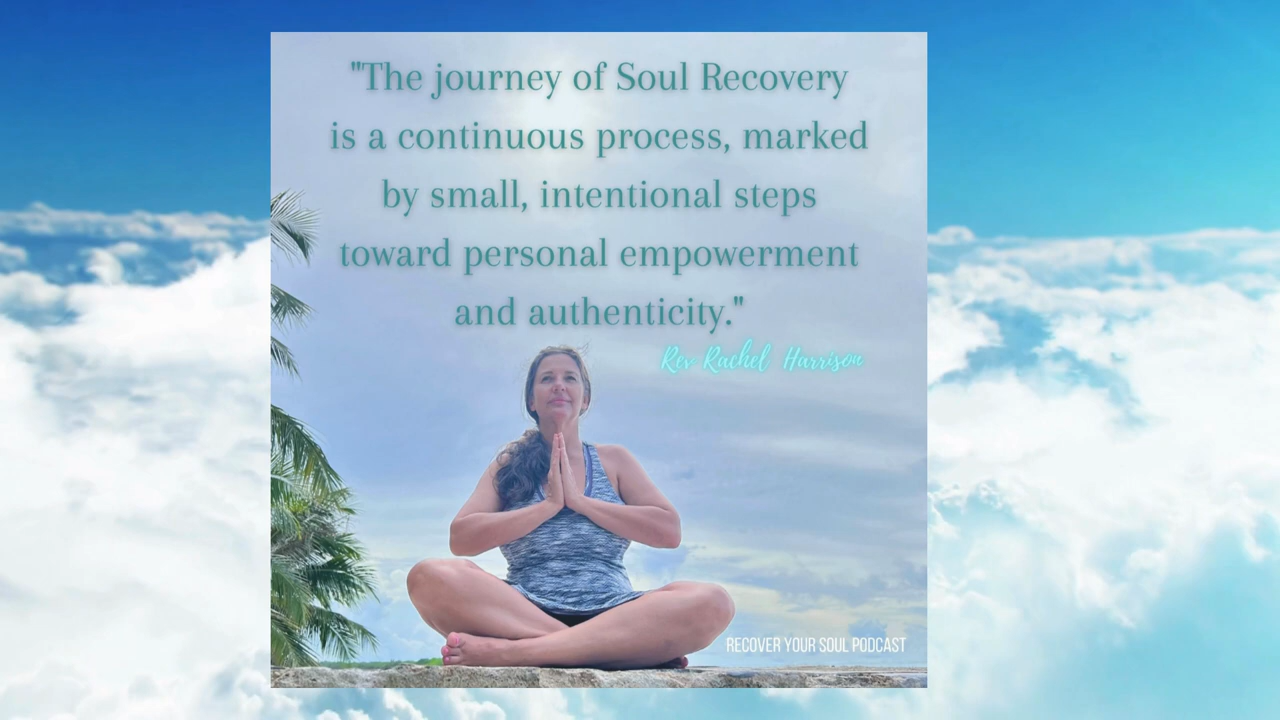 "The journey of Soul Recovery
is a continuous process, marked
by small, intentional steps
toward personal empowerment
and authenticity."
Rev Rachel Harrison
RECOVER YOUR SOUL PODCAST